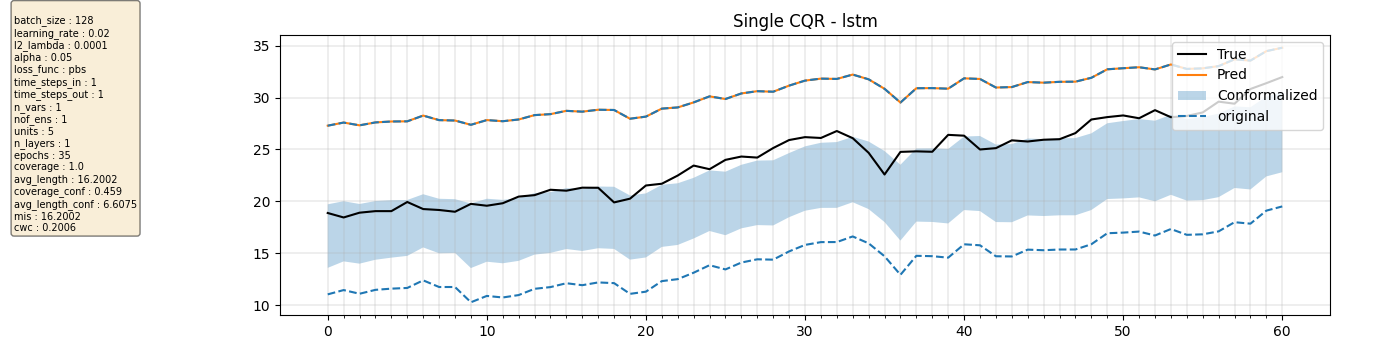 batch_size : 128
learning_rate : 0.02
l2_lambda : 0.0001
alpha : 0.05
loss_func : pbs
time_steps_in : 1
time_steps_out : 1
n_vars : 1
nof_ens : 1
units : 5
n_layers : 1
epochs : 35
coverage : 1.0
avg_length : 16.2002
coverage_conf : 0.459
avg_length_conf : 6.6075
mis : 16.2002
cwc : 0.2006
Single CQR - lstm
35
30
25
20
15
10
True
Pred
Conformalized
original
0 10 20 30 40 50 60